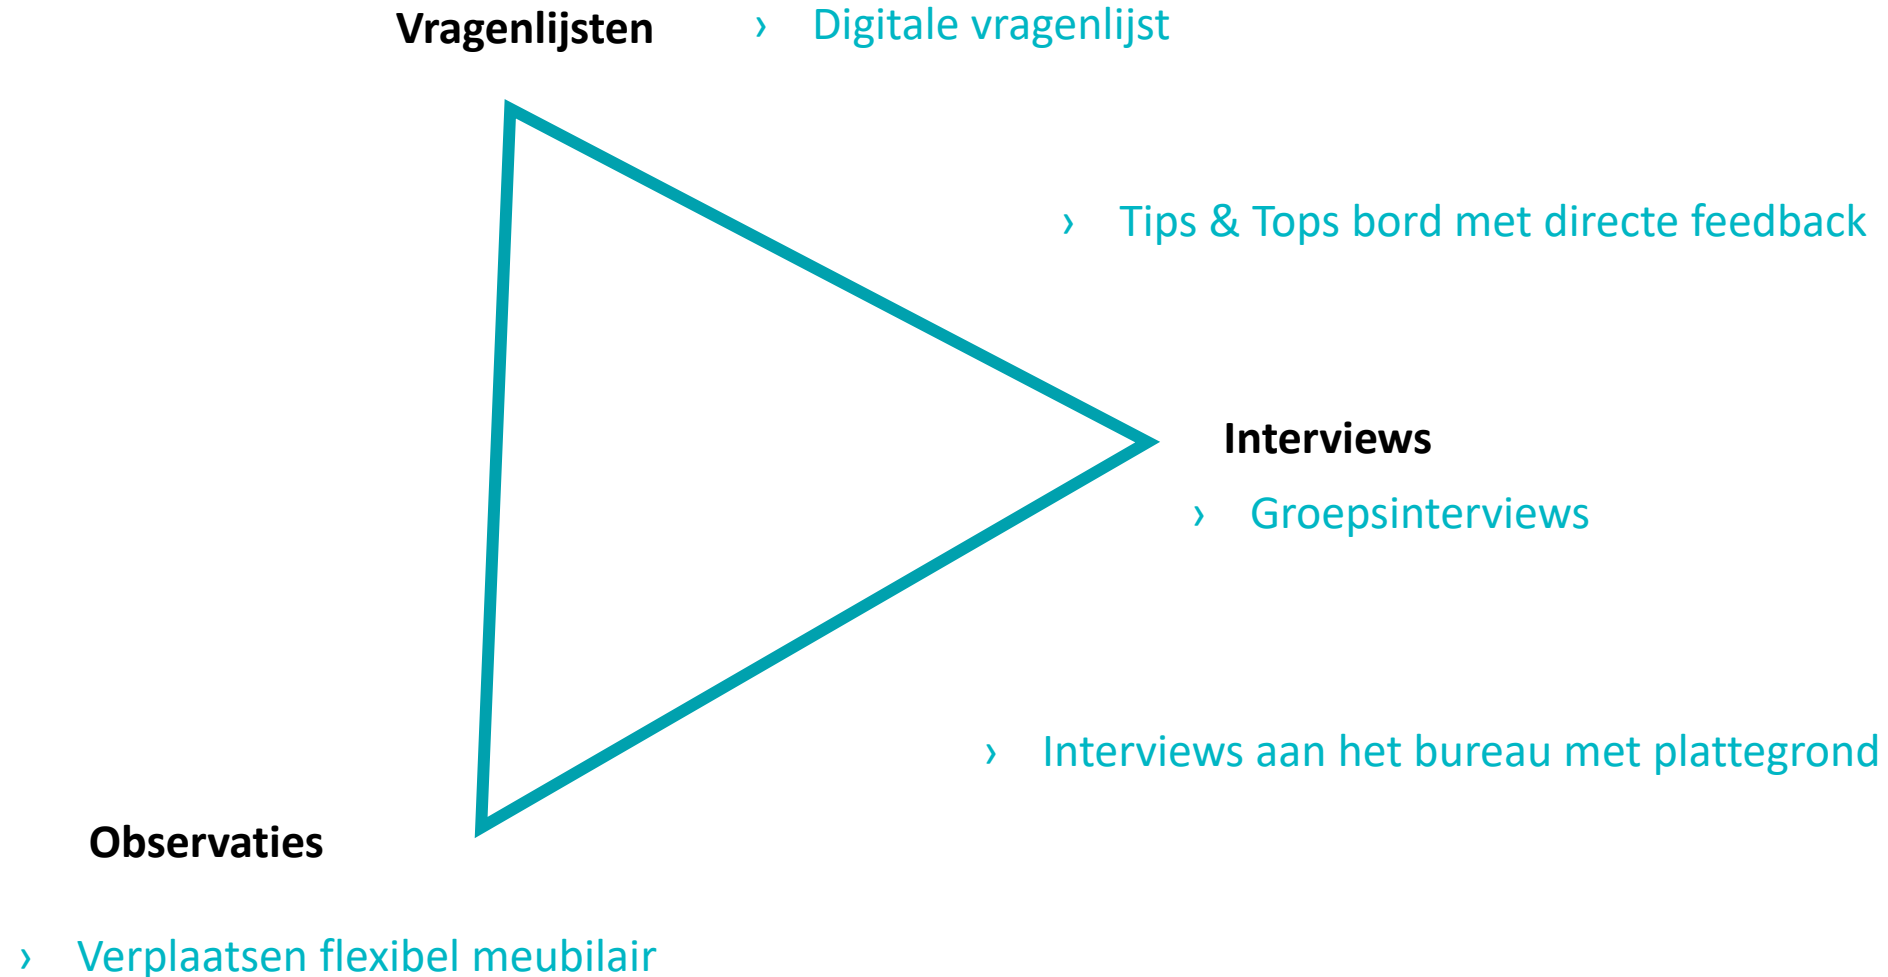 Vragenlijsten
› Digitale vragenlijst
› Tips & Tops bord met directe feedback
Interviews
› Groepsinterviews
› Interviews aan het bureau met plattegrond
Observaties
› Verplaatsen flexibel meubilair